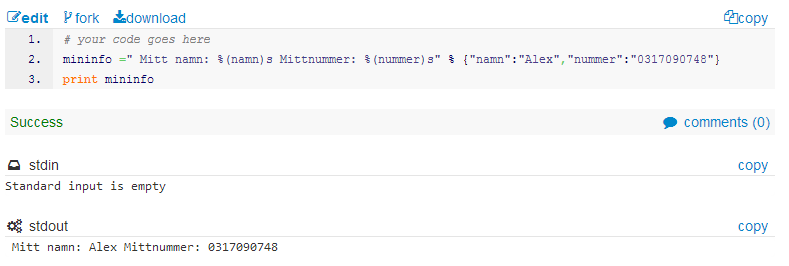 edit fork download copy
1. # your code goes here
2. mininfo =" Mitt namn: %(namn)s Mittnummer: %(nummer)s" % {"namn":"Alex","nummer":"0317090748"}
3. print mininfo
Success comments (0)
stdin copy
Standard input is empty
stdout copy
Mitt namn: Alex Mittnummer: 0317090748